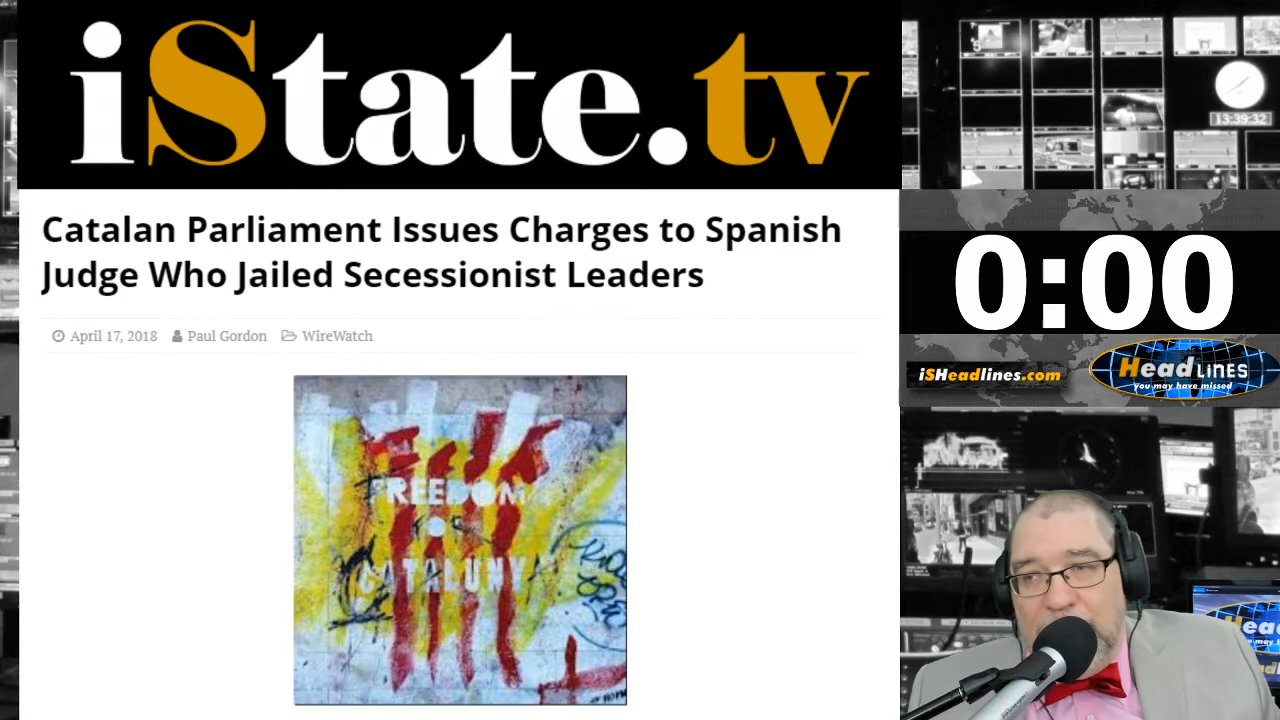 iState.tv
Catalan Parliament Issues Charges to Spanish
Judge Who Jailed Secessionist Leaders
April 17, 2018 Paul Gordon WireWatch
FREEDOM
FOR
CATALUNYA
13:39:32
0:00
iSHeadlines.com
HeadLines
you may have missed